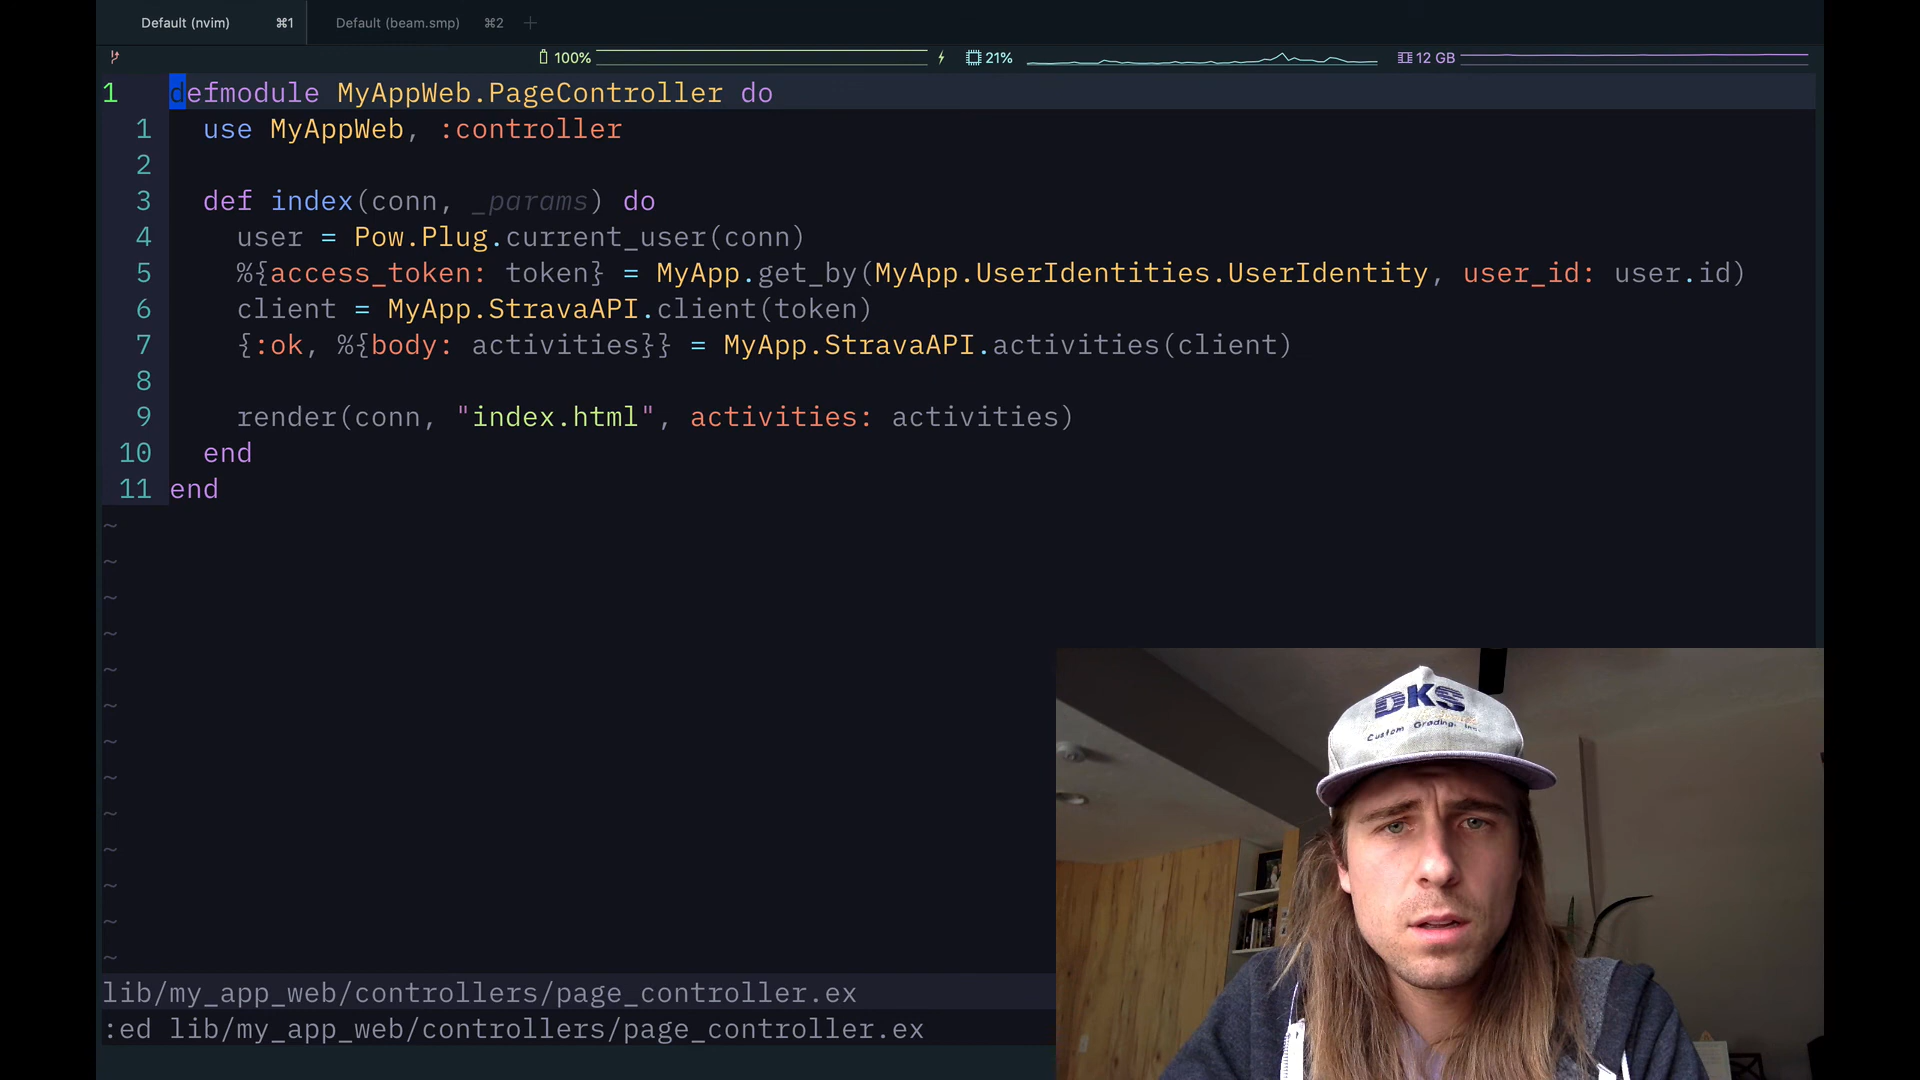 Default (nvim) ⌘1 Default (beam.smp) ⌘2 +
100% 21% 12 GB
1 defmodule MyAppWeb.PageController do
1 use MyAppWeb, :controller
2
3 def index(conn, _params) do
4 user = Pow.Plug.current_user(conn)
5 %{access_token: token} = MyApp.get_by(MyApp.UserIdentities.UserIdentity, user_id: user.id)
6 client = MyApp.StravaAPI.client(token)
7 {:ok, %{body: activities}} = MyApp.StravaAPI.activities(client)
8
9 render(conn, "index.html", activities: activities)
10 end
11 end
~
~
~
~
~
~
~
~
~
~
~
~
~
lib/my_app_web/controllers/page_controller.ex
:ed lib/my_app_web/controllers/page_controller.ex
DKS
Custom Grading, Inc.